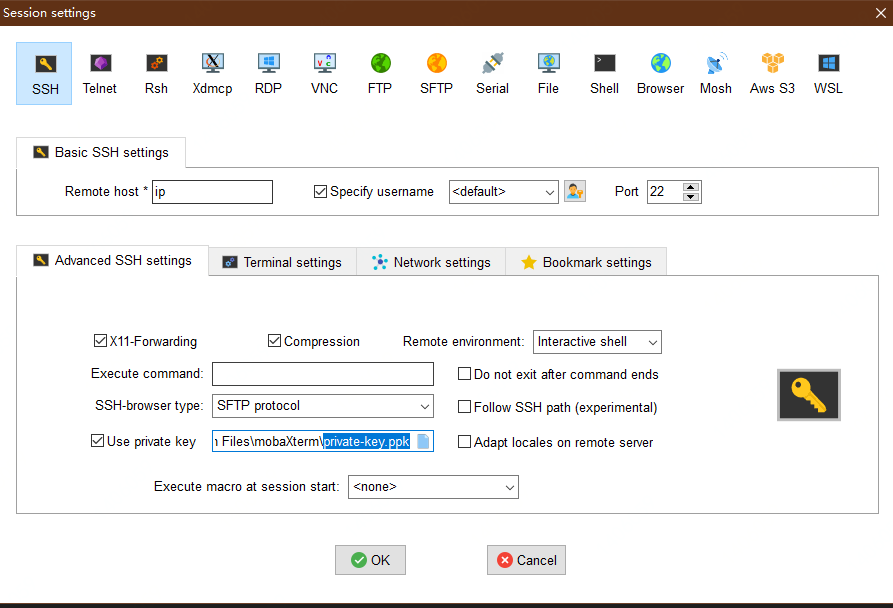 Session settings
SSH Telnet Rsh Xdmcp RDP VNC FTP SFTP Serial File Shell Browser Mosh Aws S3 WSL
Basic SSH settings
Remote host * ip Specify username <default> Port 22
Advanced SSH settings Terminal settings Network settings Bookmark settings
X11-Forwarding Compression Remote environment: Interactive shell
Execute command: Do not exit after command ends
SSH-browser type: SFTP protocol Follow SSH path (experimental)
Use private key Files\mobaXterm\private-key.ppk Adapt locales on remote server
Execute macro at session start: <none>
OK Cancel